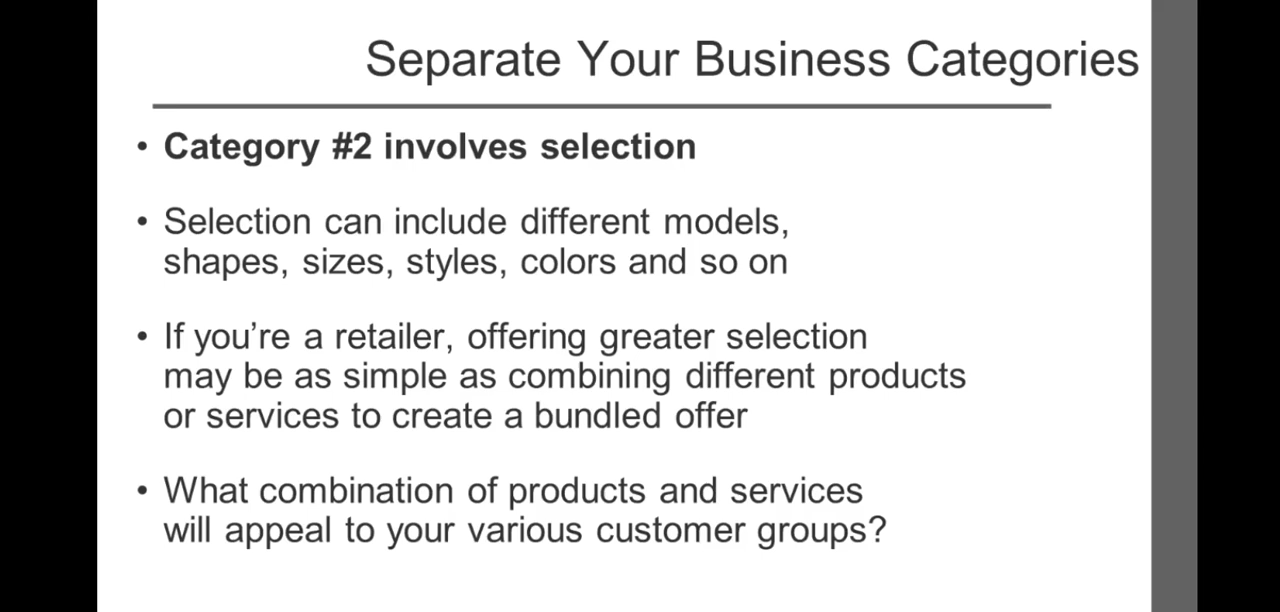 Separate Your Business Categories
• Category #2 involves selection
• Selection can include different models,
shapes, sizes, styles, colors and so on
• If you’re a retailer, offering greater selection
may be as simple as combining different products
or services to create a bundled offer
• What combination of products and services
will appeal to your various customer groups?